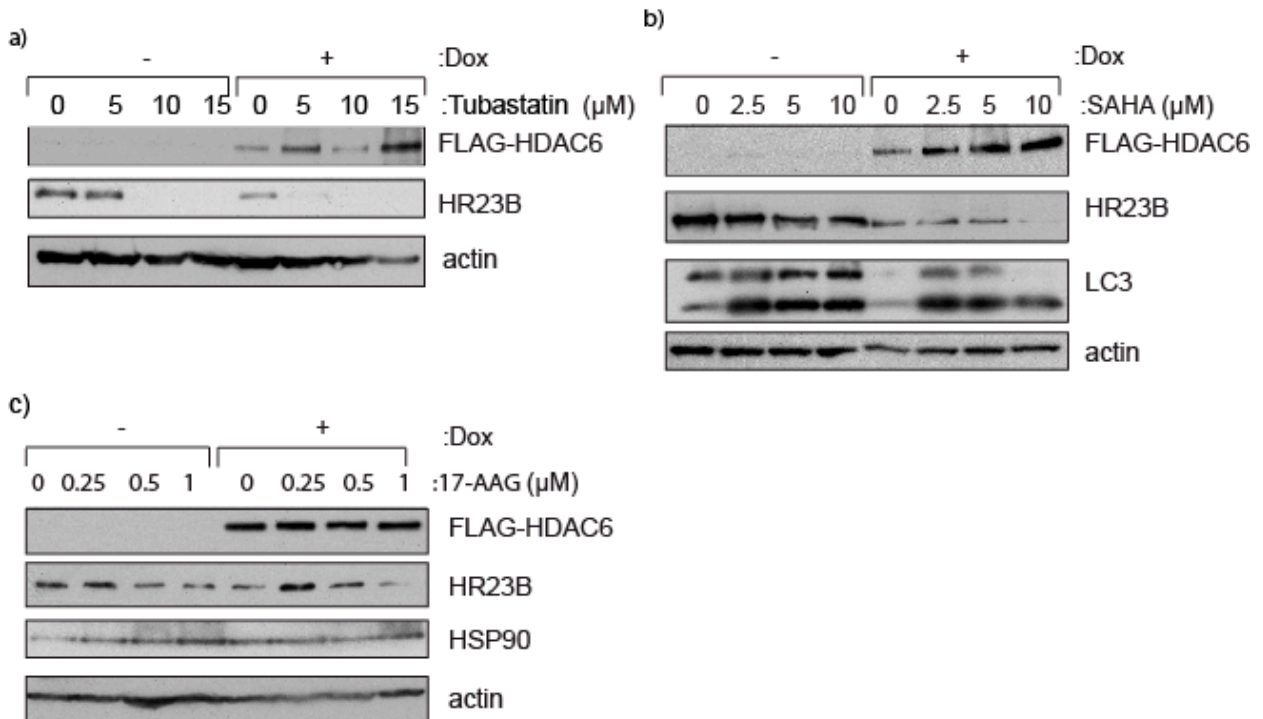 a)
- + :Dox
0 5 10 15 0 5 10 15 :Tubastatin (µM)
FLAG-HDAC6
HR23B
actin
b)
- + :Dox
0 2.5 5 10 0 2.5 5 10 :SAHA (µM)
FLAG-HDAC6
HR23B
LC3
actin
c)
- + :Dox
0 0.25 0.5 1 0 0.25 0.5 1 :17-AAG (µM)
FLAG-HDAC6
HR23B
HSP90
actin